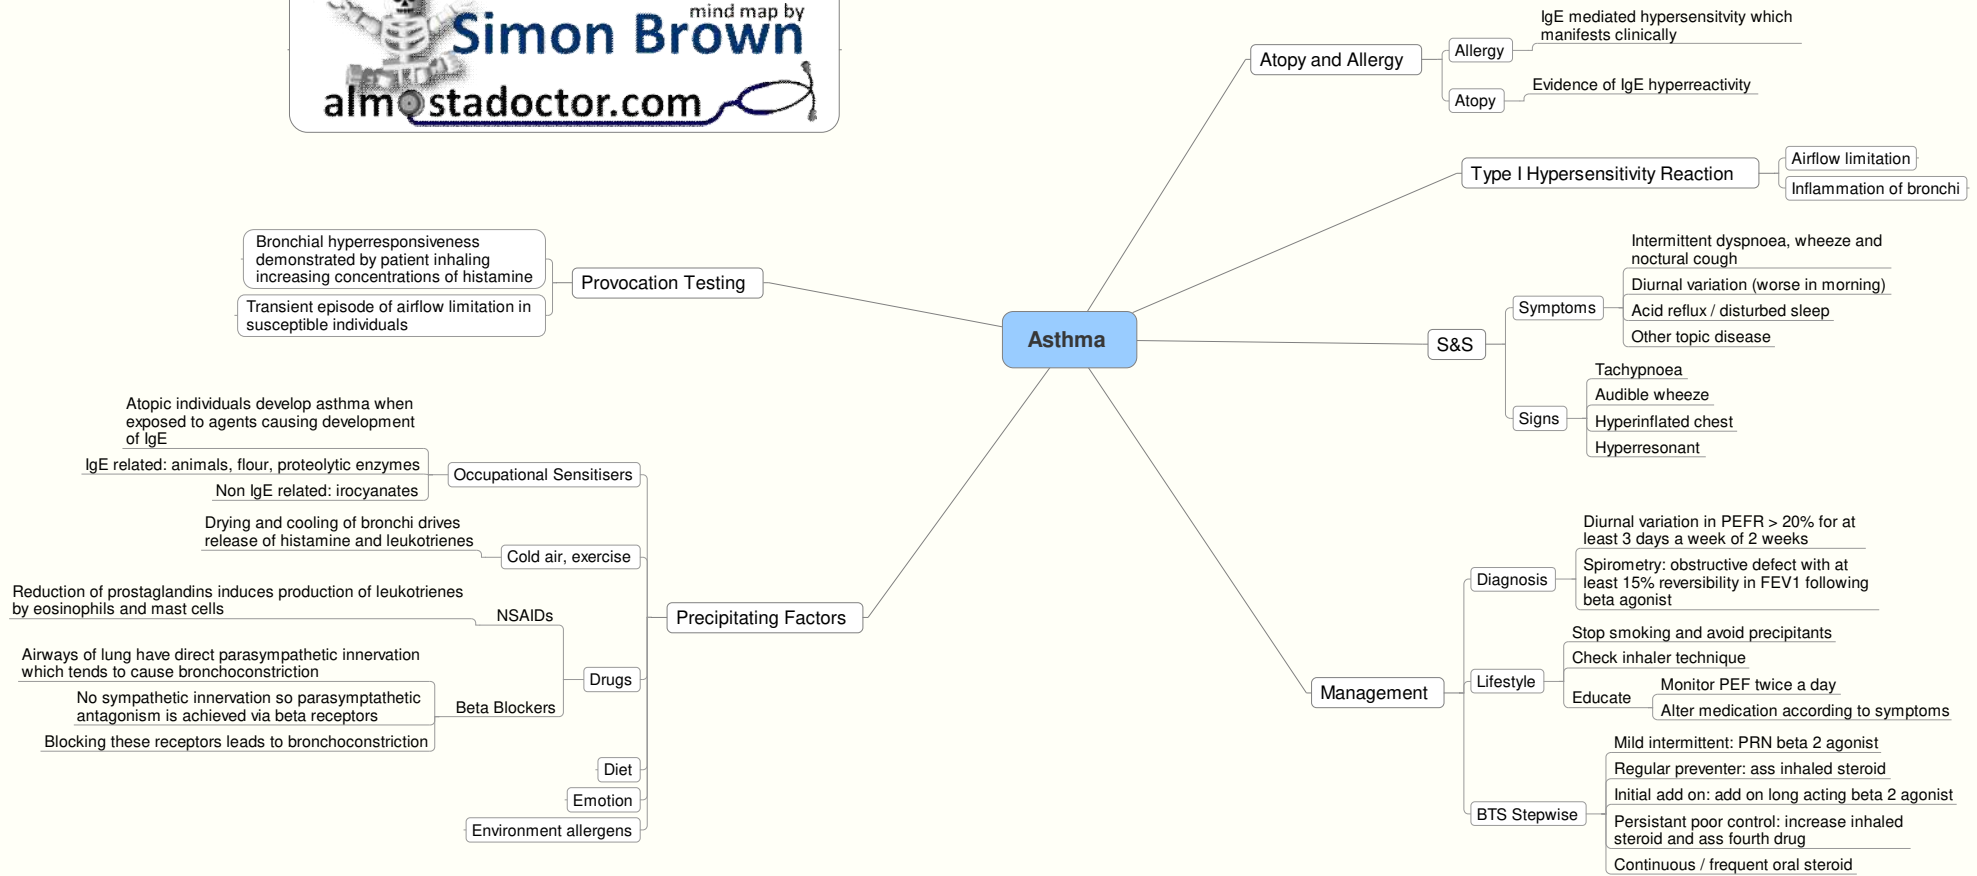 mind map by
Simon Brown
almostadoctor.com
Asthma
Atopy and Allergy
Allergy
IgE mediated hypersensitvity which
manifests clinically
Atopy
Evidence of IgE hyperreactivity
Type I Hypersensitivity Reaction
Airflow limitation
Inflammation of bronchi
S&S
Symptoms
Intermittent dyspnoea, wheeze and
noctural cough
Diurnal variation (worse in morning)
Acid reflux / disturbed sleep
Other topic disease
Signs
Tachypnoea
Audible wheeze
Hyperinflated chest
Hyperresonant
Management
Diagnosis
Diurnal variation in PEFR > 20% for at
least 3 days a week of 2 weeks
Spirometry: obstructive defect with at
least 15% reversibility in FEV1 following
beta agonist
Lifestyle
Stop smoking and avoid precipitants
Check inhaler technique
Educate
Monitor PEF twice a day
Alter medication according to symptoms
BTS Stepwise
Mild intermittent: PRN beta 2 agonist
Regular preventer: ass inhaled steroid
Initial add on: add on long acting beta 2 agonist
Persistant poor control: increase inhaled
steroid and ass fourth drug
Continuous / frequent oral steroid
Provocation Testing
Bronchial hyperresponsiveness
demonstrated by patient inhaling
increasing concentrations of histamine
Transient episode of airflow limitation in
susceptible individuals
Precipitating Factors
Occupational Sensitisers
Atopic individuals develop asthma when
exposed to agents causing development
of IgE
IgE related: animals, flour, proteolytic enzymes
Non IgE related: irocyanates
Cold air, exercise
Drying and cooling of bronchi drives
release of histamine and leukotrienes
Drugs
NSAIDs
Reduction of prostaglandins induces production of leukotrienes
by eosinophils and mast cells
Beta Blockers
Airways of lung have direct parasympathetic innervation
which tends to cause bronchoconstriction
No sympathetic innervation so parasymptathetic
antagonism is achieved via beta receptors
Blocking these receptors leads to bronchoconstriction
Diet
Emotion
Environment allergens